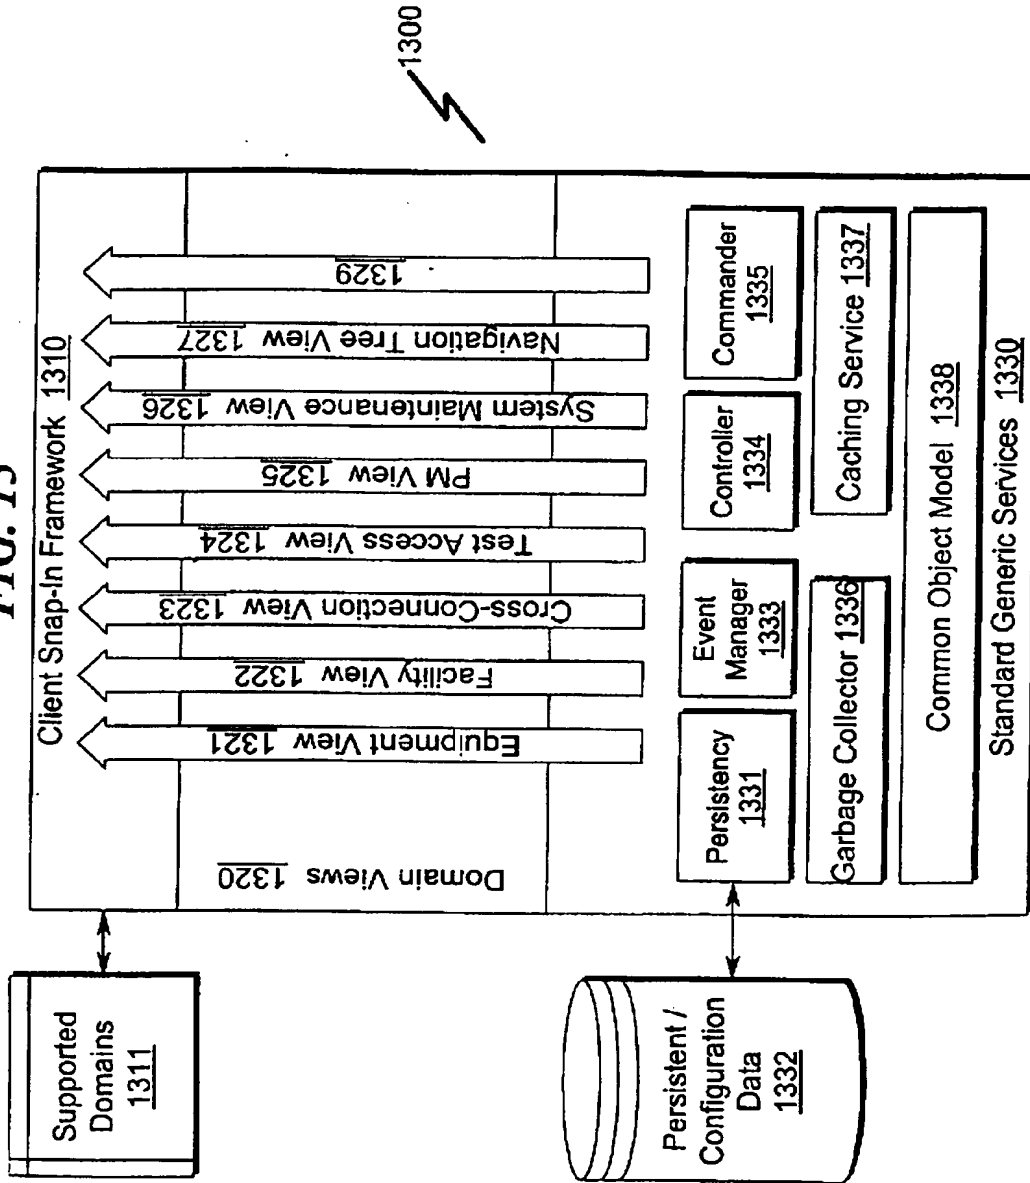 FIG. 13
Client Snap-In Framework 1310
1300
Supported
Domains
1311
Domain Views 1320
Equipment View 1321
Facility View 1322
Cross-Connection View 1323
Test Access View 1324
PM View 1325
System Maintenance View 1326
Navigation Tree View 1327
1329
Persistent /
Configuration
Data
1332
Persistency
1331
Event
Manager
1333
Controller
1334
Commander
1335
Garbage Collector 1336
Caching Service 1337
Common Object Model 1338
Standard Generic Services 1330